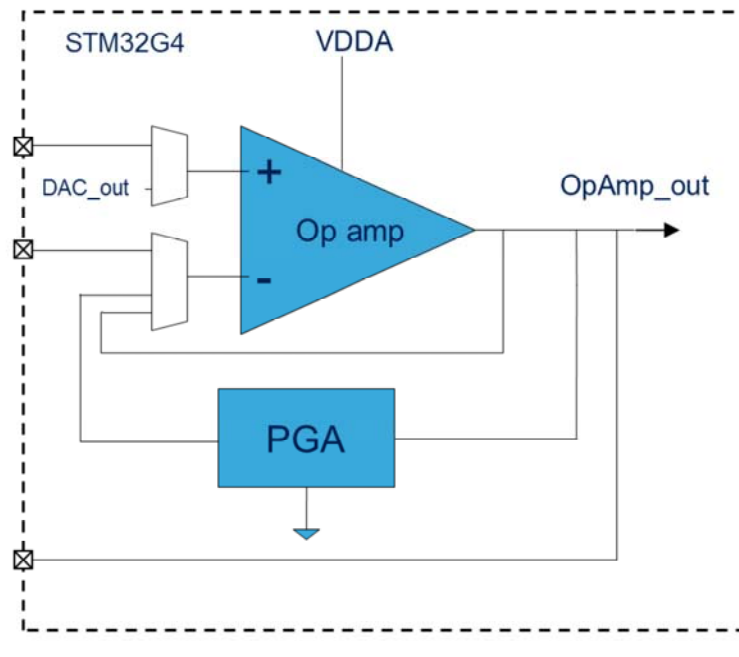 STM32G4
VDDA
DAC_out
+
Op amp
-
OpAmp_out
PGA